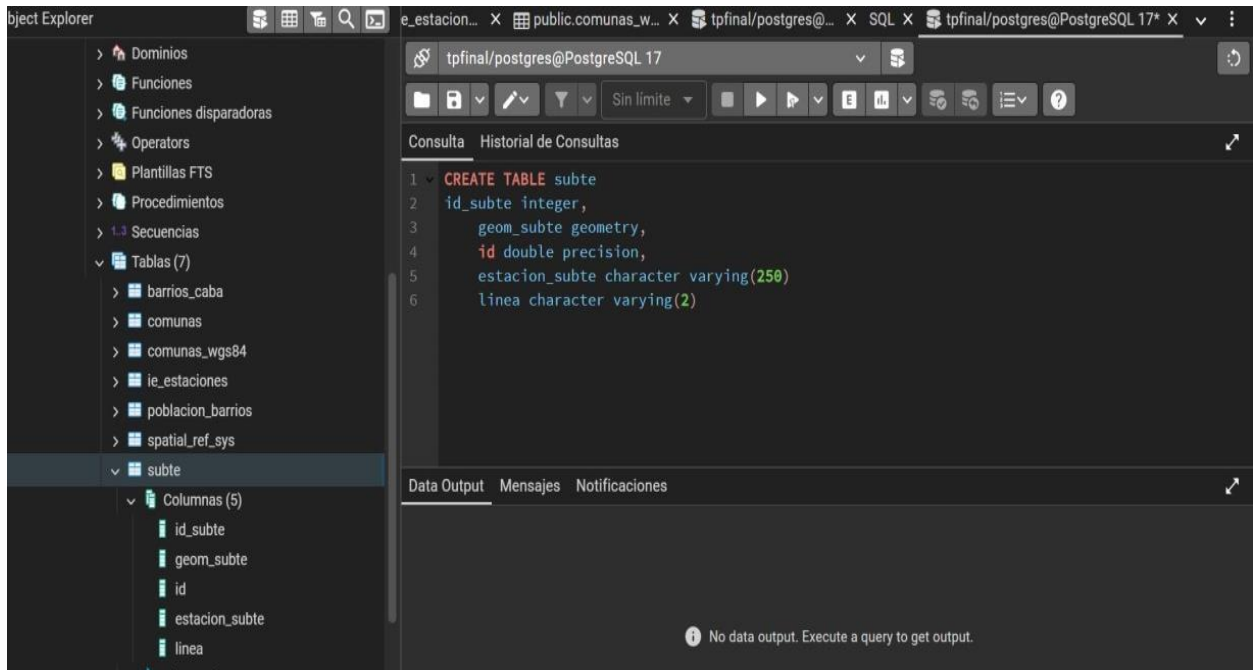 bject Explorer
Dominios
Funciones
Funciones disparadoras
Operators
Plantillas FTS
Procedimientos
1..3 Secuencias
Tablas (7)
barrios_caba
comunas
comunas_wgs84
ie_estaciones
poblacion_barrios
spatial_ref_sys
subte
Columnas (5)
id_subte
geom_subte
id
estacion_subte
linea
e_estacion... X public.comunas_w... X tpfinal/postgres@... X SQL X tpfinal/postgres@PostgreSQL 17* X
tpfinal/postgres@PostgreSQL 17
Sin límite
E
Consulta Historial de Consultas
1 CREATE TABLE subte
2 id_subte integer,
3 geom_subte geometry,
4 id double precision,
5 estacion_subte character varying(250)
6 linea character varying(2)
Data Output Mensajes Notificaciones
No data output. Execute a query to get output.